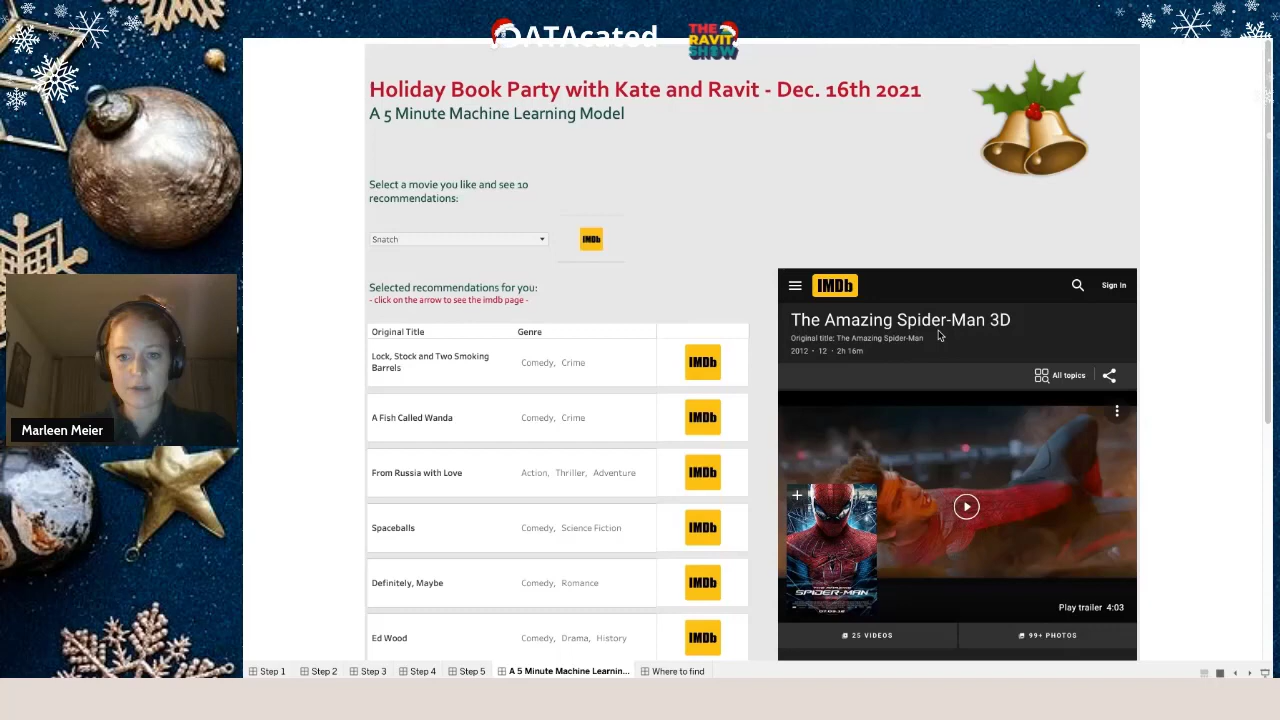 DATAcated
THE
RAVIT
SHOW
Holiday Book Party with Kate and Ravit - Dec. 16th 2021
A 5 Minute Machine Learning Model
Select a movie you like and see 10
recommendations:
Snatch
IMDb
Selected recommendations for you:
- click on the arrow to see the imdb page -
Original Title Genre
Lock, Stock and Two Smoking
Barrels
Comedy, Crime
IMDb
A Fish Called Wanda Comedy, Crime IMDb
From Russia with Love Action, Thriller, Adventure IMDb
Spaceballs Comedy, Science Fiction IMDb
Definitely, Maybe Comedy, Romance IMDb
Ed Wood Comedy, Drama, History IMDb
IMDb Sign In
The Amazing Spider-Man 3D
Original title: The Amazing Spider-Man
2012 · 12 · 2h 16m
All topics
SPIDER-MAN
Play trailer 4:03
25 VIDEOS 99+ PHOTOS
Marleen Meier
Step 1 Step 2 Step 3 Step 4 Step 5 A 5 Minute Machine Learnin... Where to find